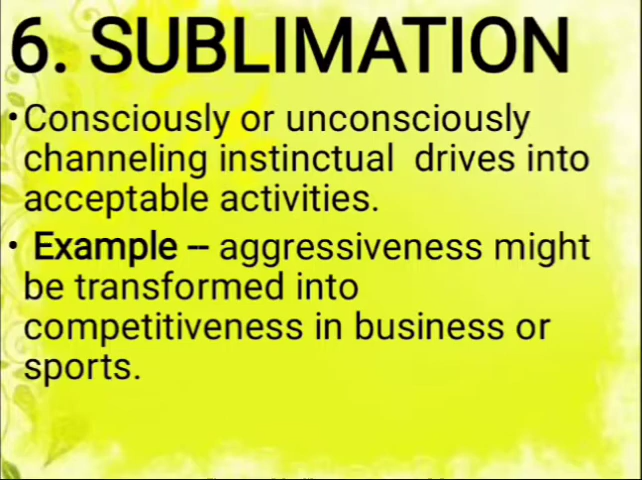 6. SUBLIMATION
•Consciously or unconsciously
channeling instinctual drives into
acceptable activities.
• Example -- aggressiveness might
be transformed into
competitiveness in business or
sports.